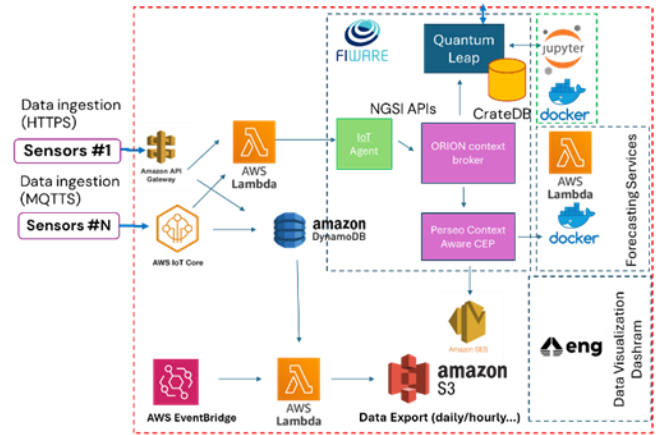 FIWARE
Quantum
Leap
jupyter
CrateDB
docker
NGSI APIs
Data ingestion
(HTTPS)
Sensors #1
Amazon API
Gateway
AWS
Lambda
IoT
Agent
ORION context
broker
Data ingestion
(MQTTS)
Sensors #N
AWS IoT Core
amazon
DynamoDB
Perseo Context
Aware CEP
AWS
Lambda
docker
Forecasting Services
Amazon SES
AWS EventBridge
AWS
Lambda
amazon
S3
Data Export (daily/hourly...)
eng
Data Visualization
Dashram